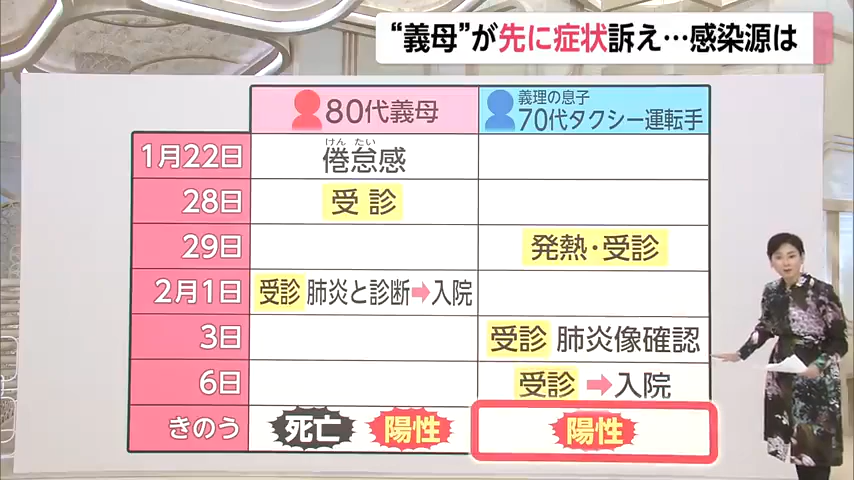 “義母”が先に症状訴え…感染源は
80代義母
義理の息子
70代タクシー運転手
1月22日
けんたい
倦怠感
28日
受診
29日
発熱・受診
2月1日
受診 肺炎と診断➡入院
3日
受診 肺炎像確認
6日
受診 ➡入院
きのう
死亡 陽性
陽性